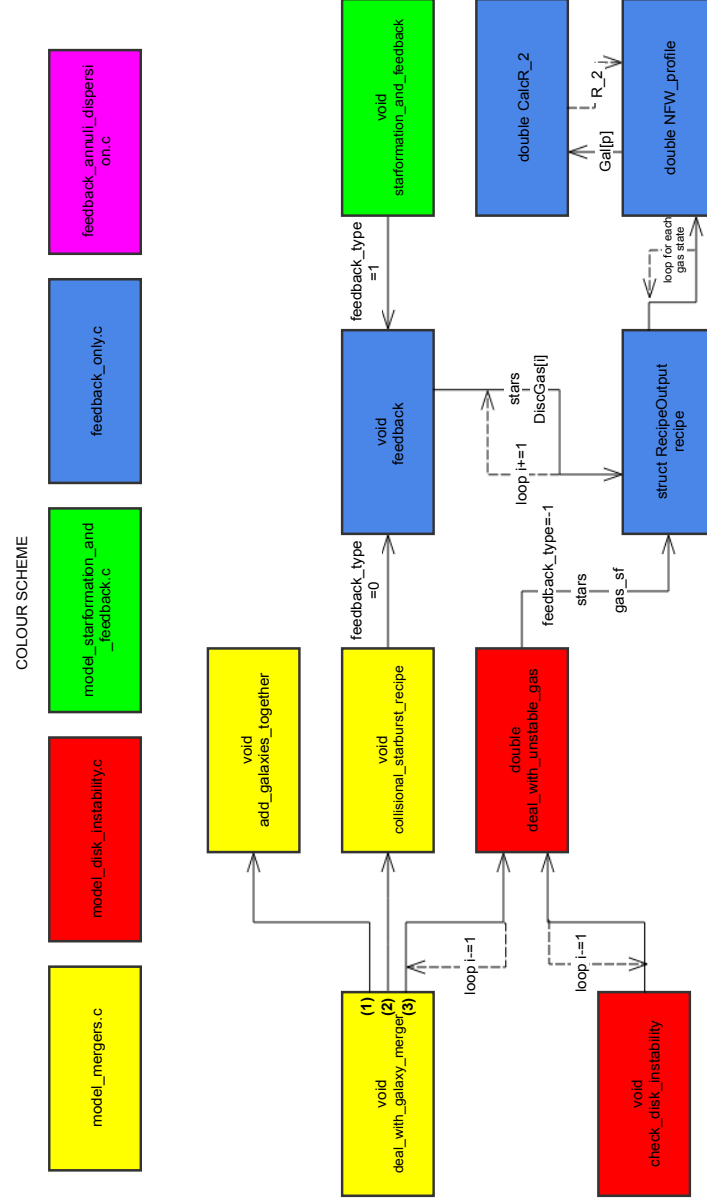 COLOUR SCHEME
model_mergers.c
model_disk_instability.c
model_starformation_and
_feedback.c
feedback_only.c
feedback_annuli_dispersi
on.c
void
add_galaxies_together
void
deal_with_galaxy_merger
(1)
(2)
(3)
void
collisional_starburst_recipe
feedback_type
=0
void
feedback
feedback_type
=1
void
starformation_and_feedback
loop i-=1
double
deal_with_unstable_gas
feedback_type=-1
stars
gas_sf
loop i+=1
stars
DiscGas[i]
double CalcR_2
Gal[p]
R_2
void
check_disk_instability
loop i-=1
struct RecipeOutput
recipe
loop for each
gas state
double NFW_profile